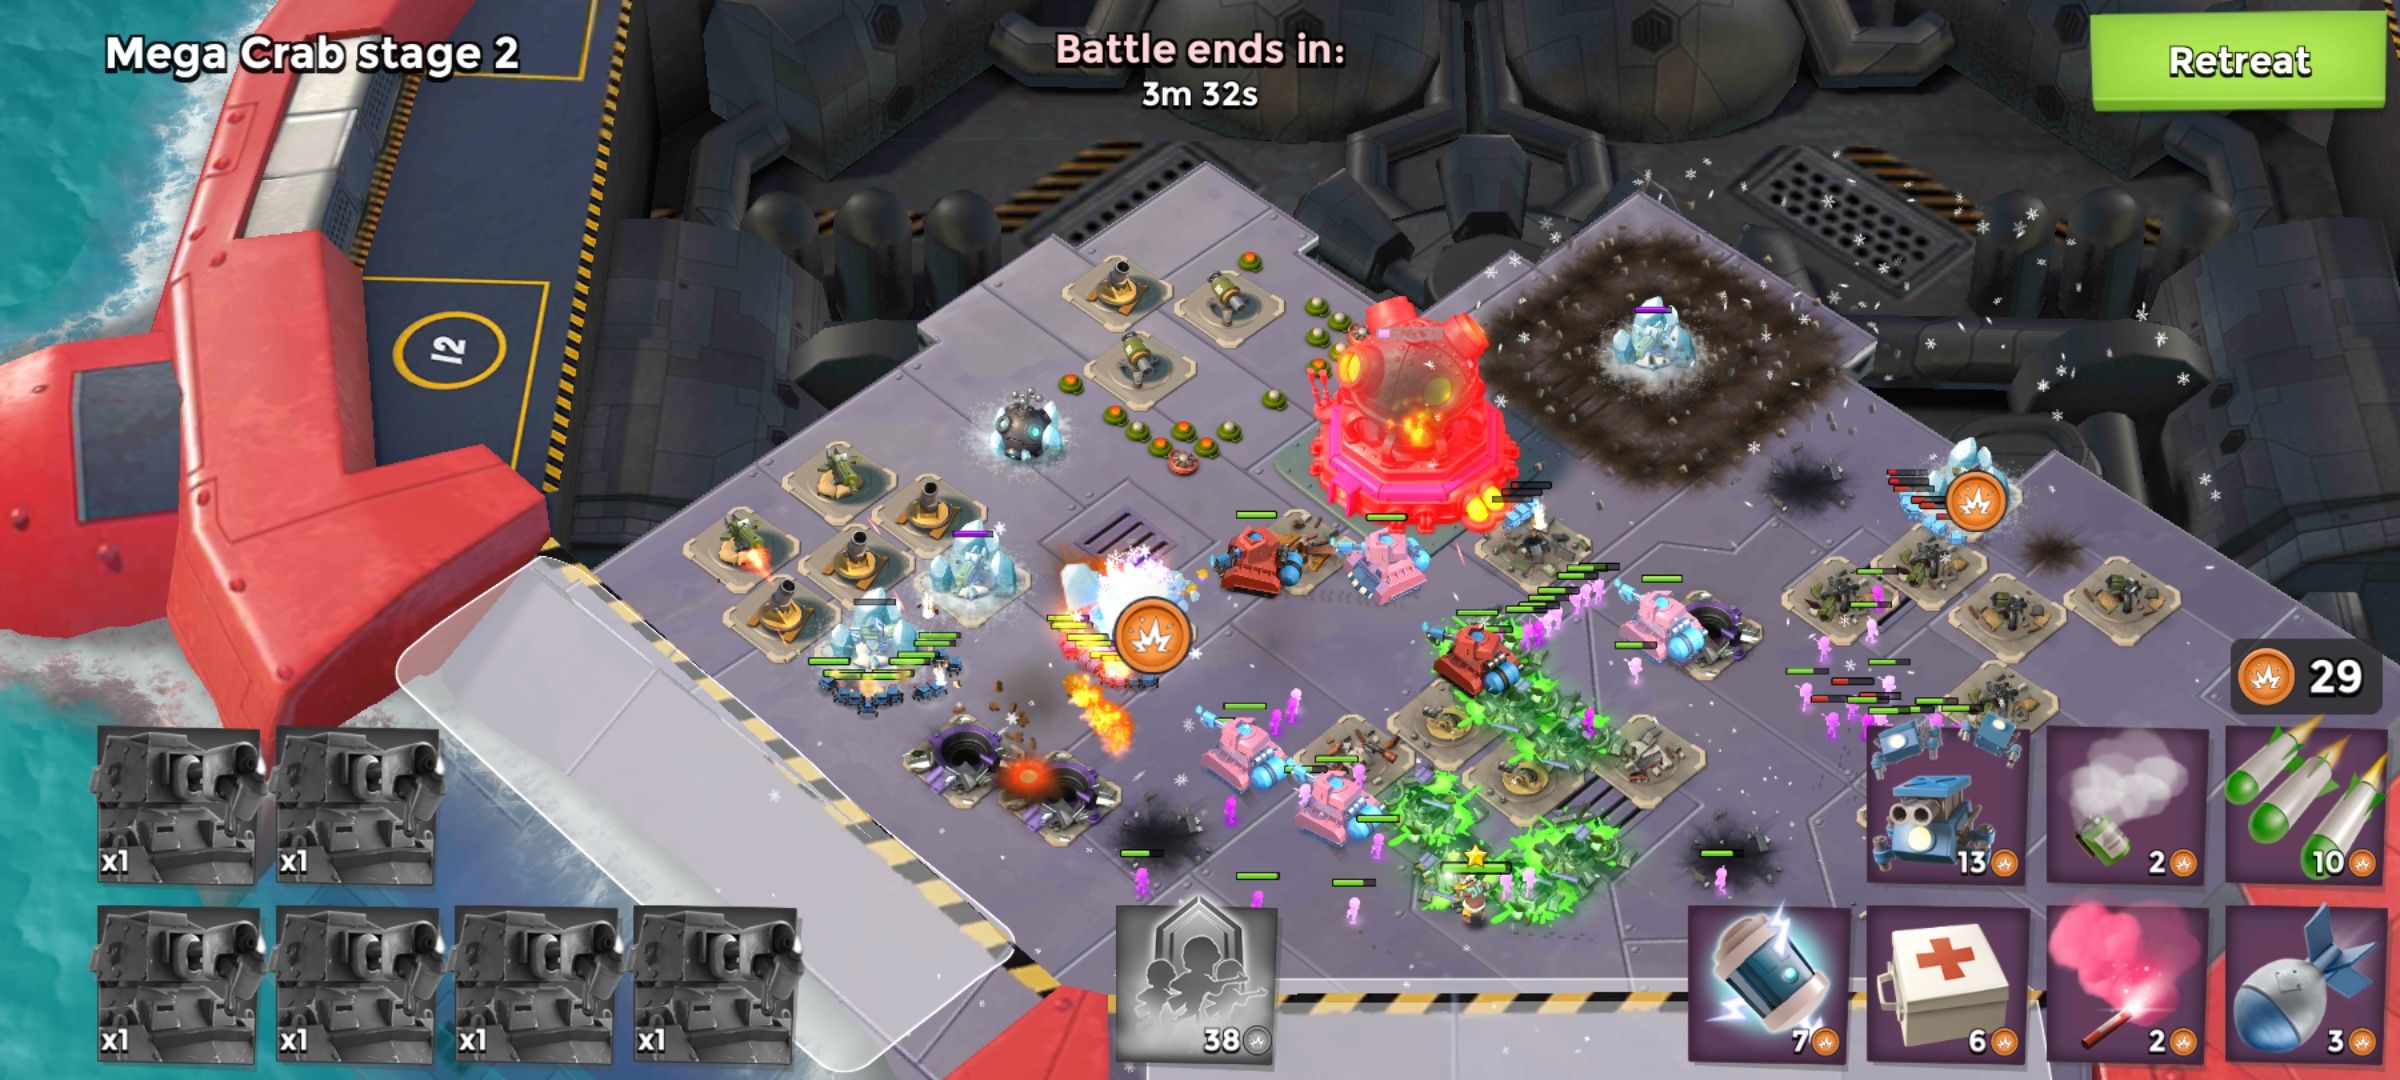 Mega Crab stage 2
Battle ends in:
3m 32s
Retreat
12
29
x1
x1
13
2
10
x1
x1
x1
x1
38
7
6
2
3